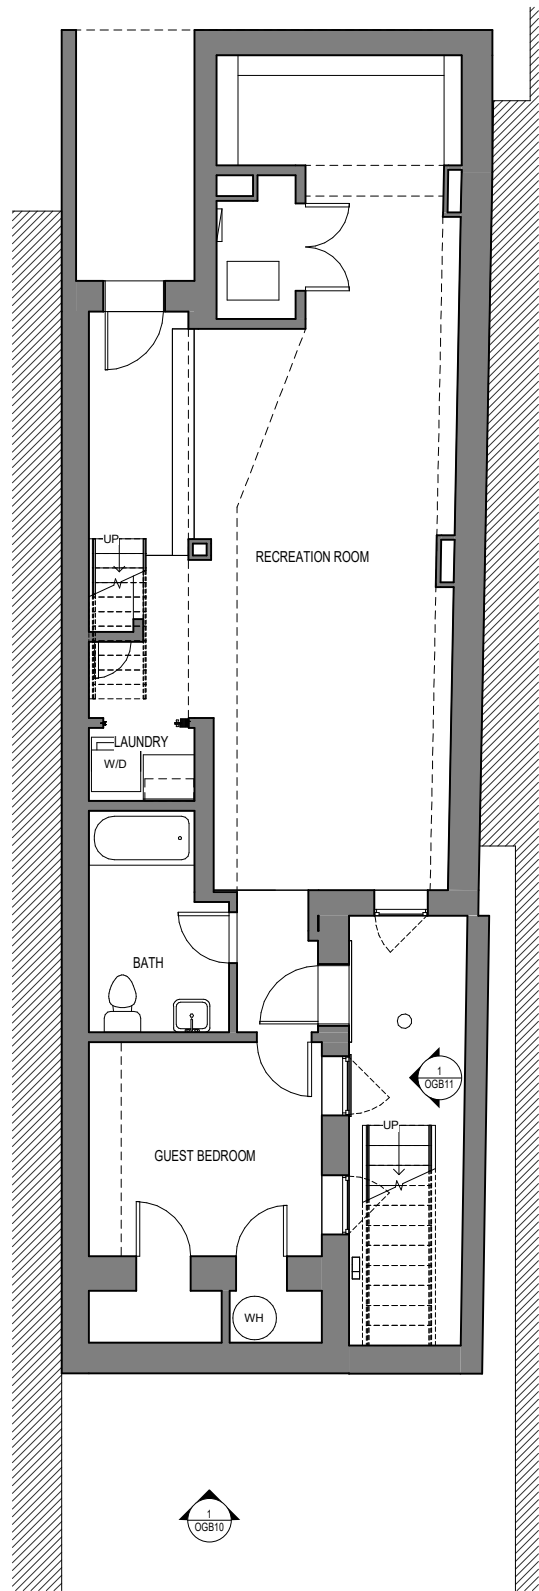 UP
RECREATION ROOM
LAUNDRY
W/D
BATH
1
OGB11
UP
GUEST BEDROOM
WH
1
OGB10